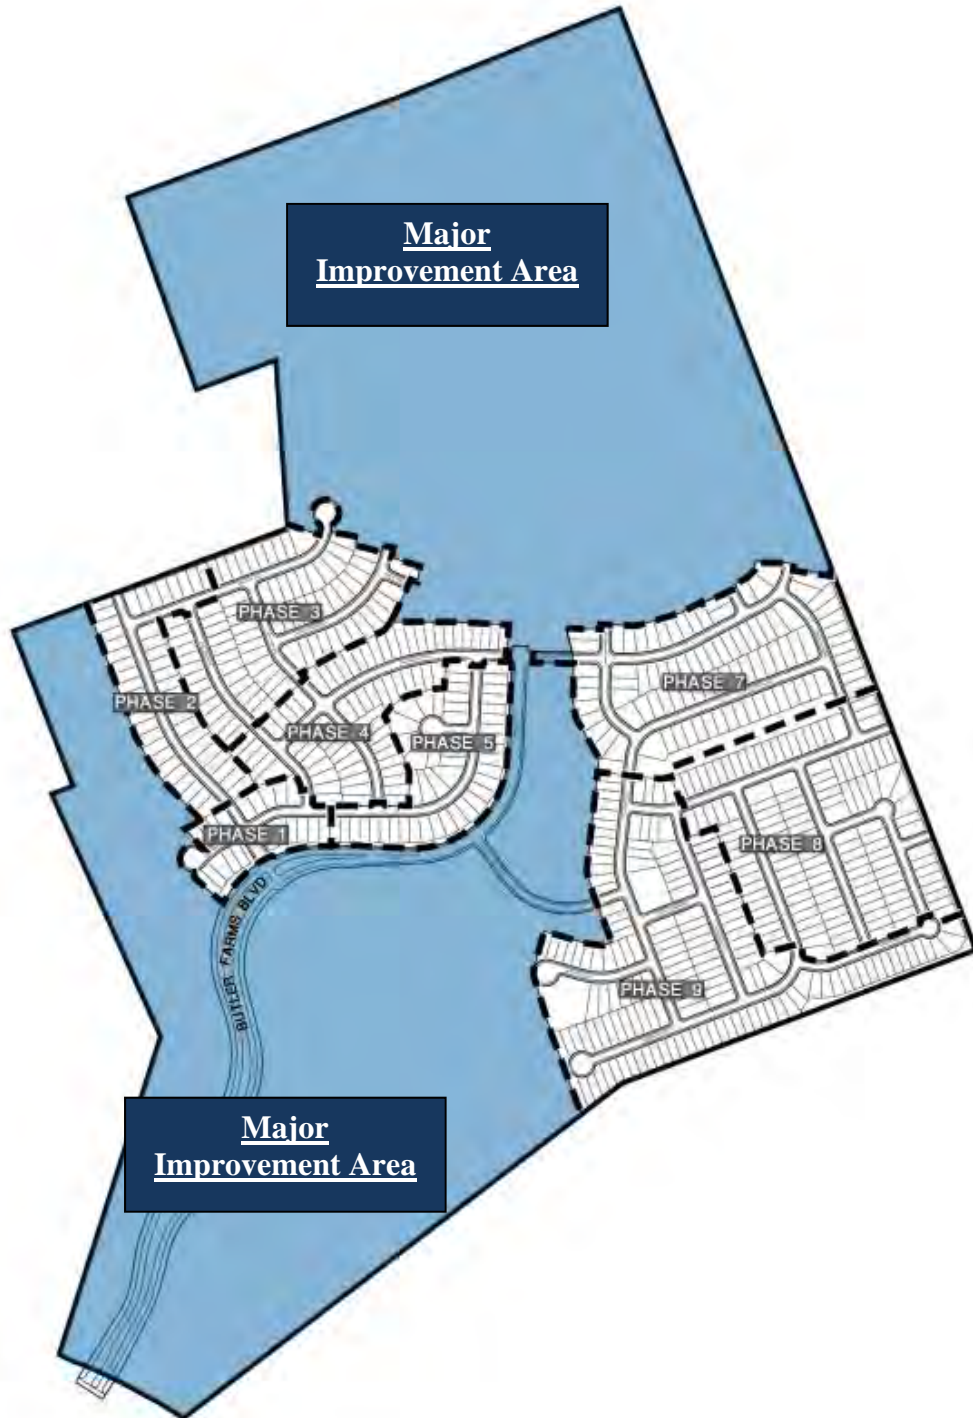 Major
Improvement Area
PHASE 3
PHASE 2
PHASE 7
PHASE 4
PHASE 5
PHASE 1
PHASE 8
BUTLER FARMS BLVD
PHASE 9
Major
Improvement Area